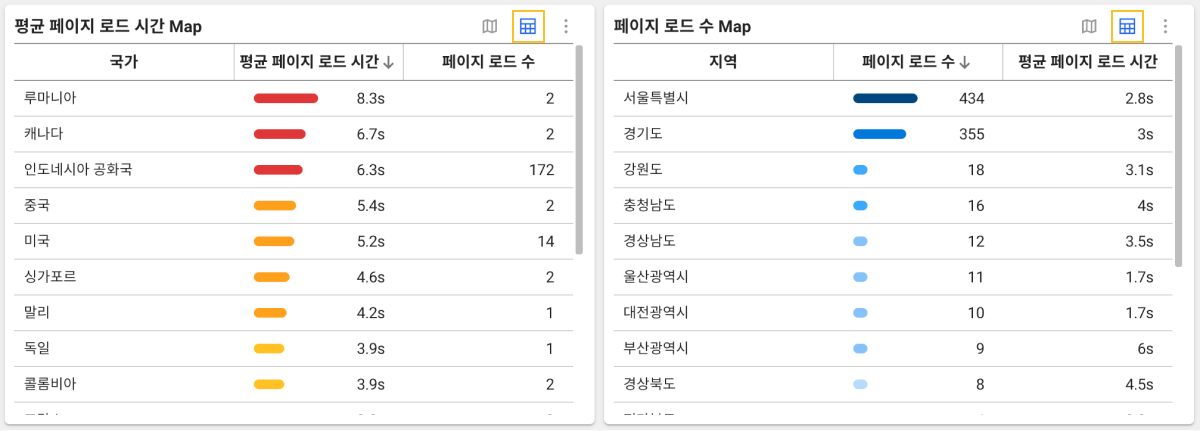 평균 페이지 로드 시간 Map
국가 평균 페이지 로드 시간 ↓ 페이지 로드 수
루마니아 8.3s 2
캐나다 6.7s 2
인도네시아 공화국 6.3s 172
중국 5.4s 2
미국 5.2s 14
싱가포르 4.6s 2
말리 4.2s 1
독일 3.9s 1
콜롬비아 3.9s 2
페이지 로드 수 Map
지역 페이지 로드 수 ↓ 평균 페이지 로드 시간
서울특별시 434 2.8s
경기도 355 3s
강원도 18 3.1s
충청남도 16 4s
경상남도 12 3.5s
울산광역시 11 1.7s
대전광역시 10 1.7s
부산광역시 9 6s
경상북도 8 4.5s